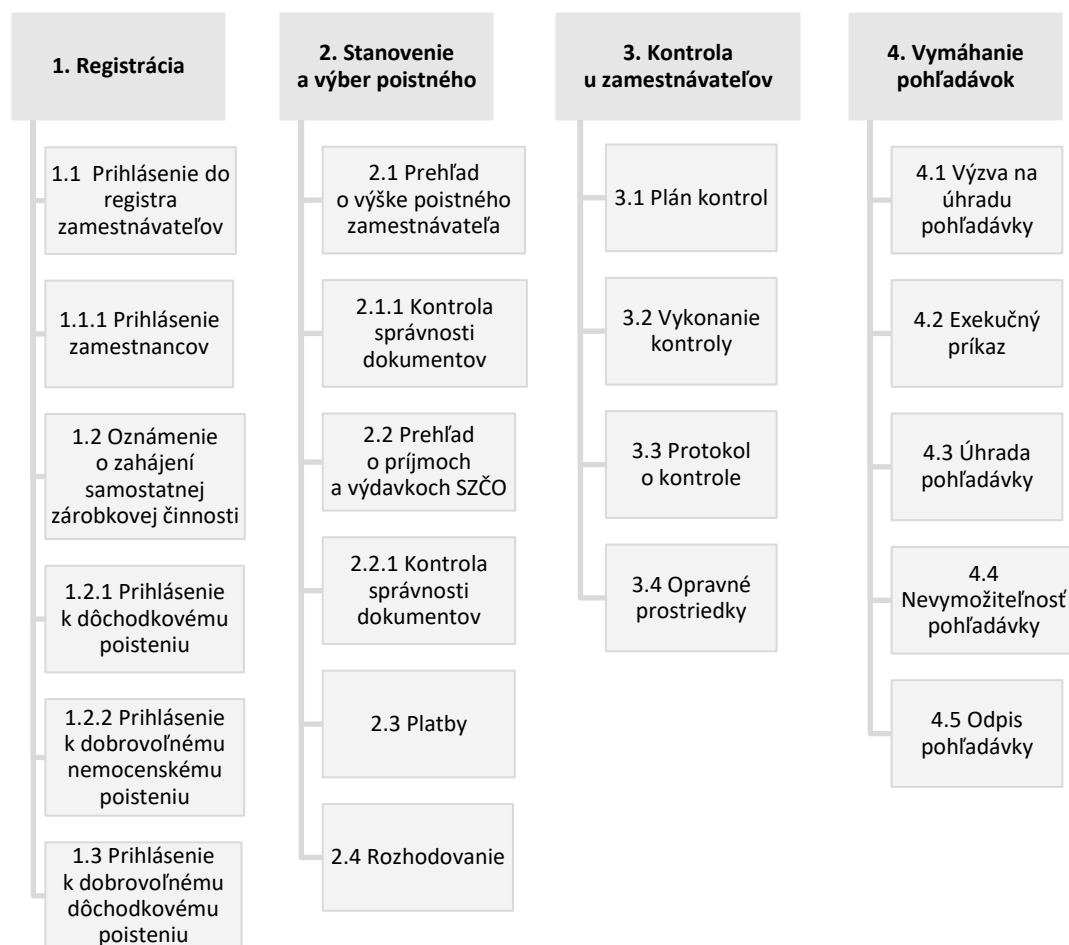 1. Registrácia
1.1 Prihlásenie do
registra
zamestnávateľov
1.1.1 Prihlásenie
zamestnancov
1.2 Oznámenie
o zahájení
samostatnej
zárobkovej činnosti
1.2.1 Prihlásenie
k dôchodkovému
poisteniu
1.2.2 Prihlásenie
k dobrovoľnému
nemocenskému
poisteniu
1.3 Prihlásenie
k dobrovoľnému
dôchodkovému
poisteniu
2. Stanovenie
a výber poistného
2.1 Prehľad
o výške poistného
zamestnávateľa
2.1.1 Kontrola
správnosti
dokumentov
2.2 Prehľad
o príjmoch
a výdavkoch SZČO
2.2.1 Kontrola
správnosti
dokumentov
2.3 Platby
2.4 Rozhodovanie
3. Kontrola
u zamestnávateľov
3.1 Plán kontrol
3.2 Vykonanie
kontroly
3.3 Protokol
o kontrole
3.4 Opravné
prostriedky
4. Vymáhanie
pohľadávok
4.1 Výzva na
úhradu
pohľadávky
4.2 Exekučný
príkaz
4.3 Úhrada
pohľadávky
4.4
Nevymožiteľnosť
pohľadávky
4.5 Odpis
pohľadávky